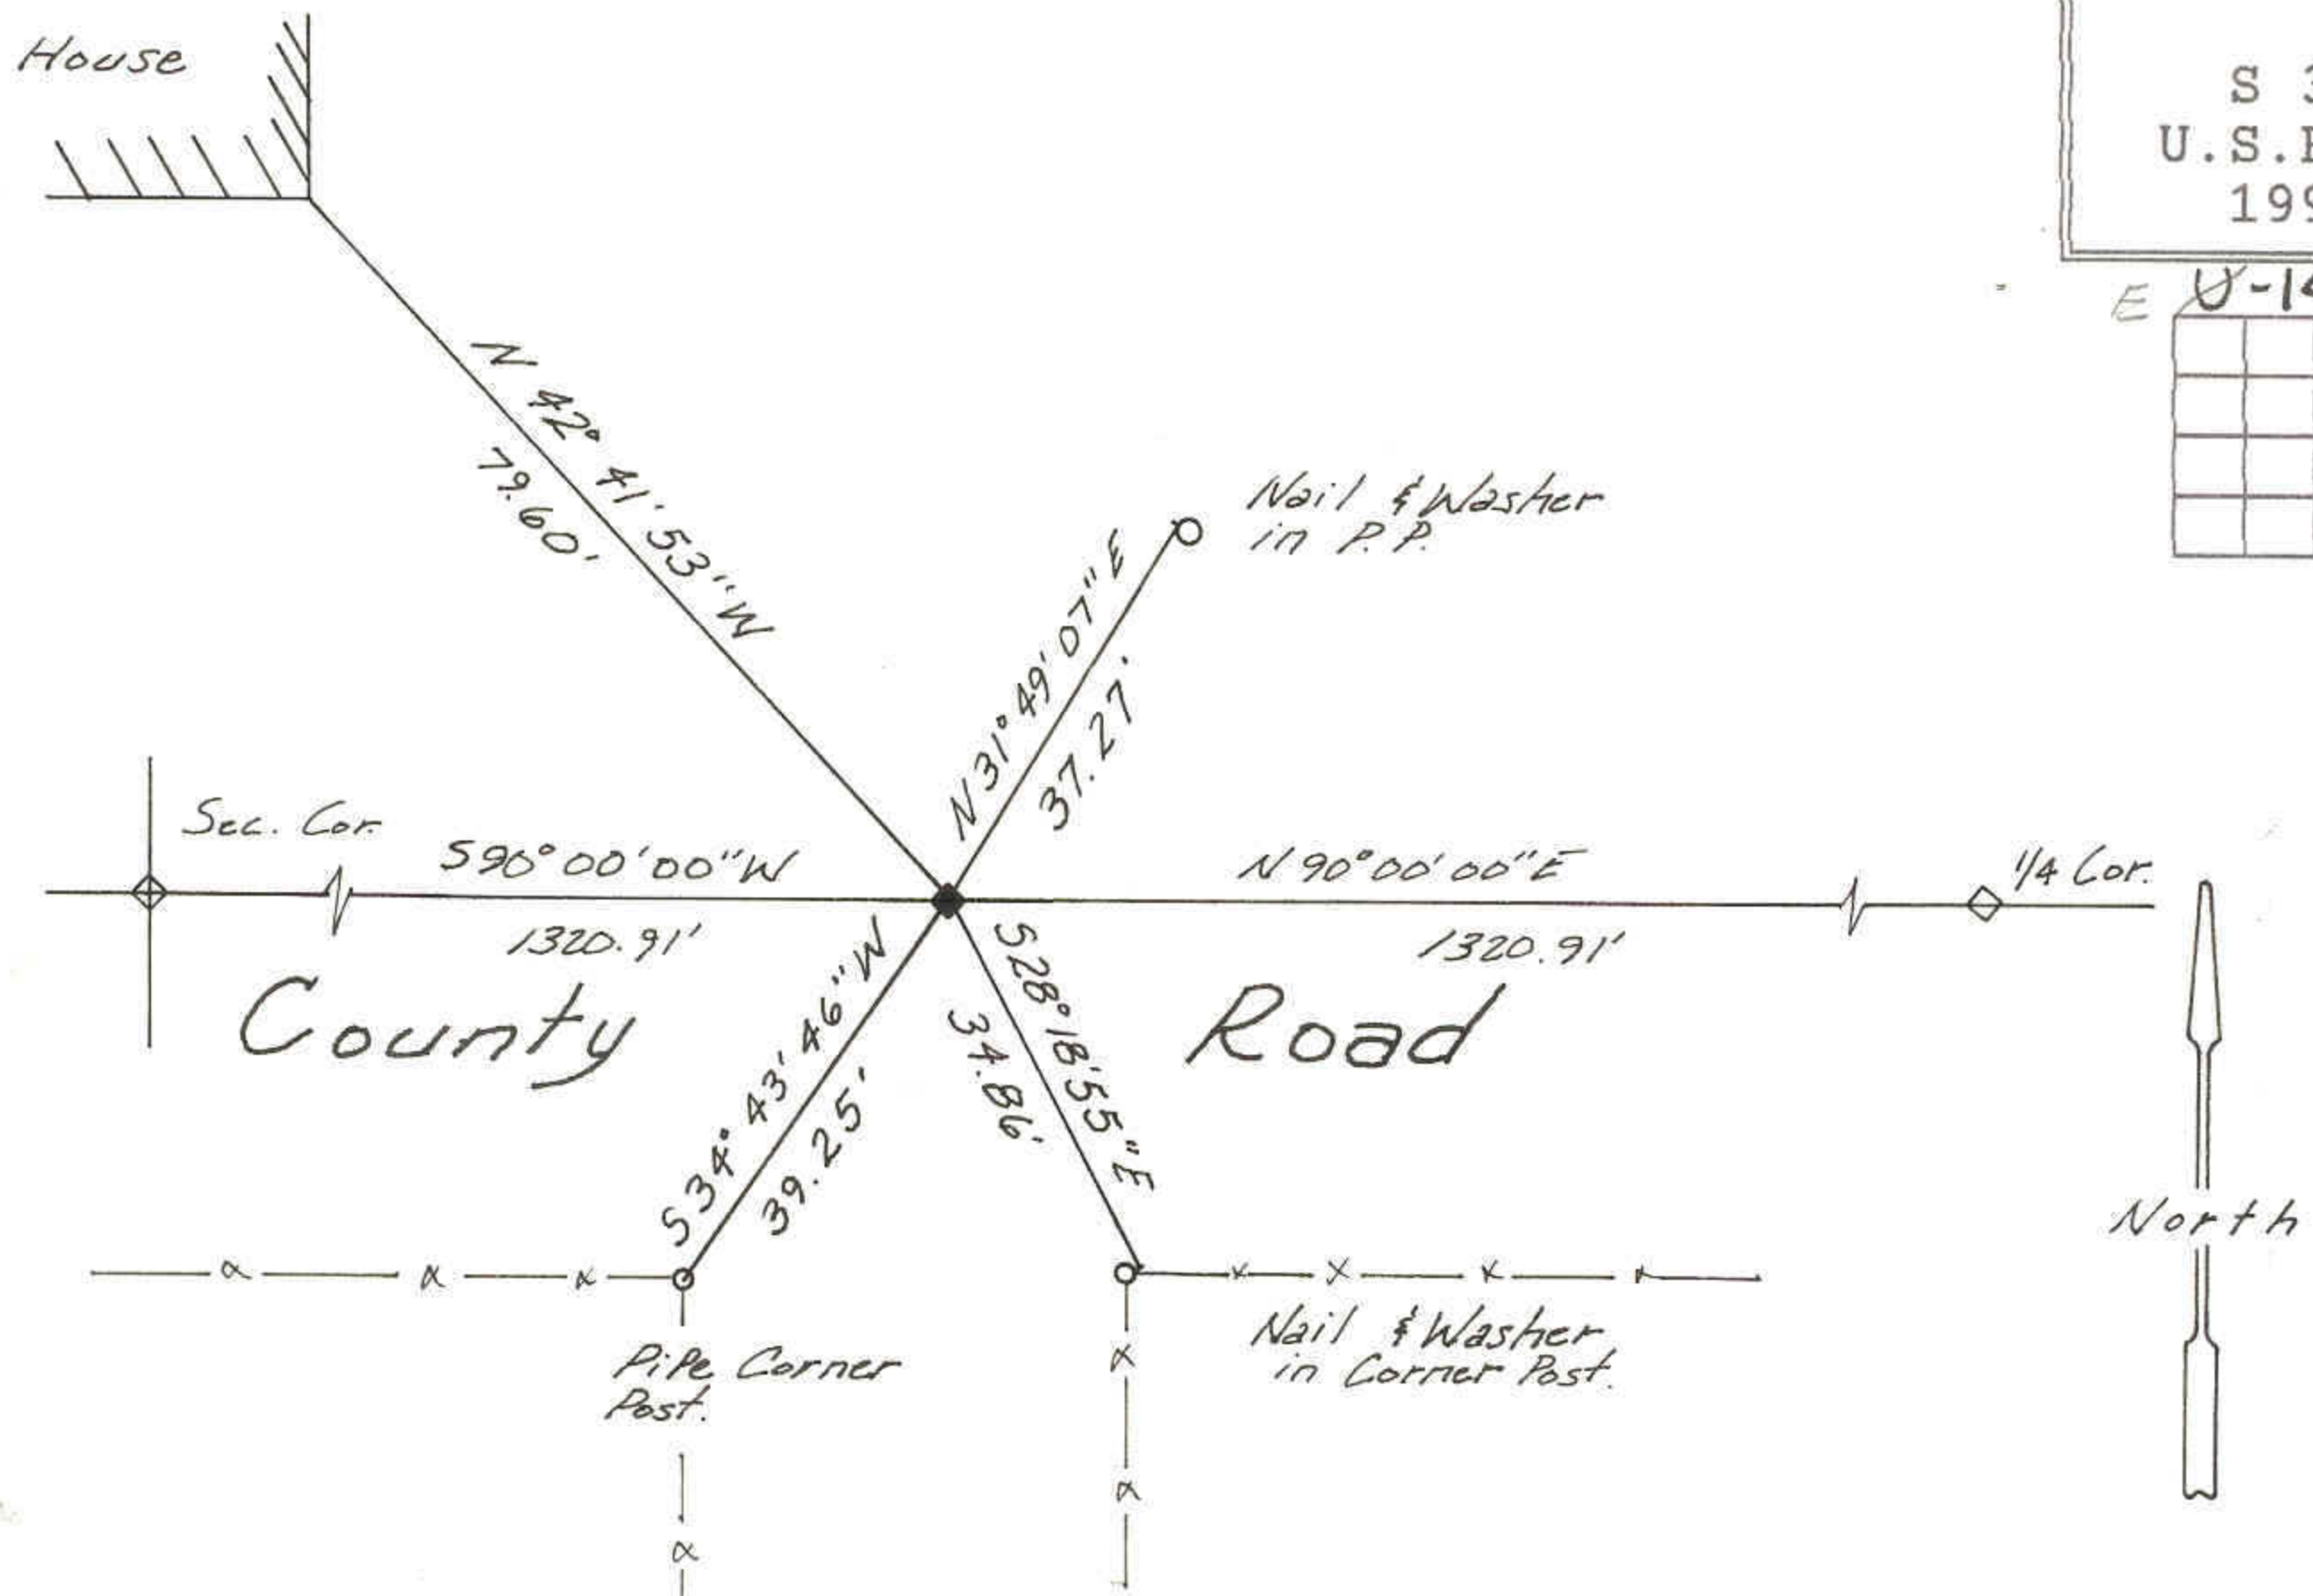 House
S 3
U.S.
199
E U-14
N 42° 41' 53" W
79.60'
Nail & Washer
in P.P.
N 31° 49' 07" E
37.27'
Sec. Cor.
S 90° 00' 00" W
1320.91'
N 90° 00' 00" E
1320.91'
1/4 Cor.
County Road
S 34° 43' 46" W
39.25'
S 28° 18' 55" E
34.86'
North
Pipe Corner
Post.
Nail & Washer
in Corner Post.